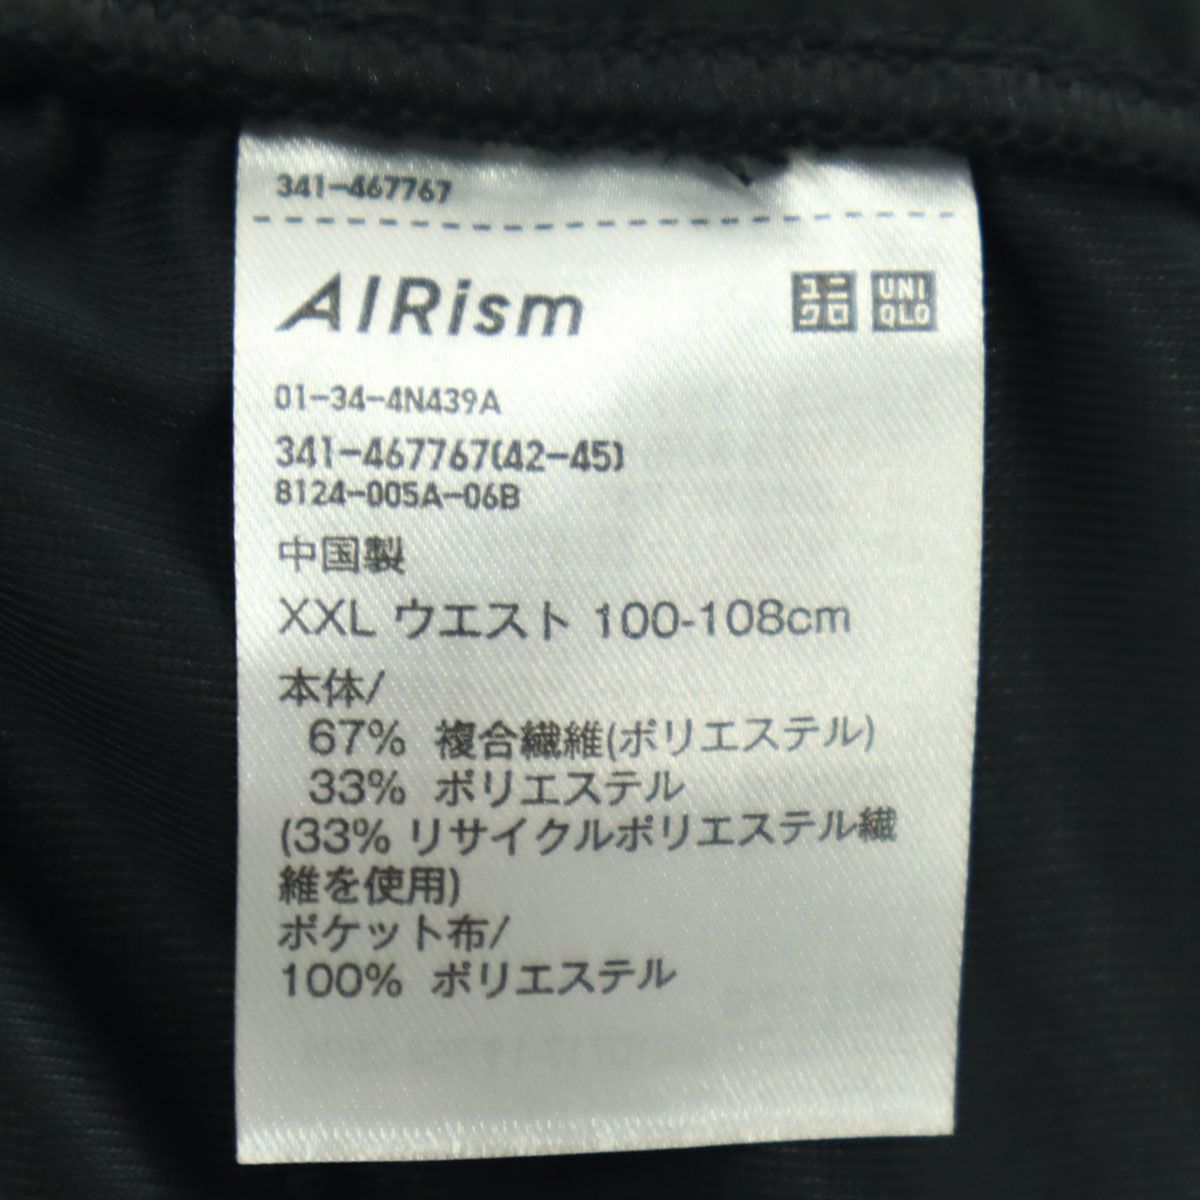 341-467767
AIRism ユニクロ UNIQLO
01-34-4N439A
341-467767(42-45)
8124-005A-06B
中国製
XXL ウエスト 100-108cm
本体/
67% 複合繊維(ポリエステル)
33% ポリエステル
(33% リサイクルポリエステル繊
維を使用)
ポケット布/
100% ポリエステル